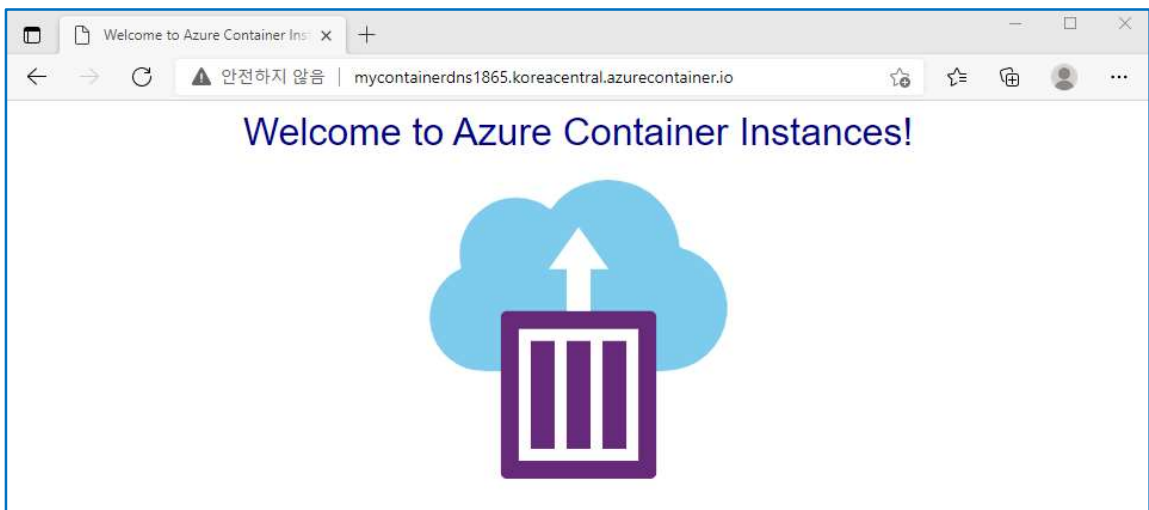 Welcome to Azure Container Ins
안전하지 않음 | mycontainerdns1865.koreacentral.azurecontainer.io
Welcome to Azure Container Instances!